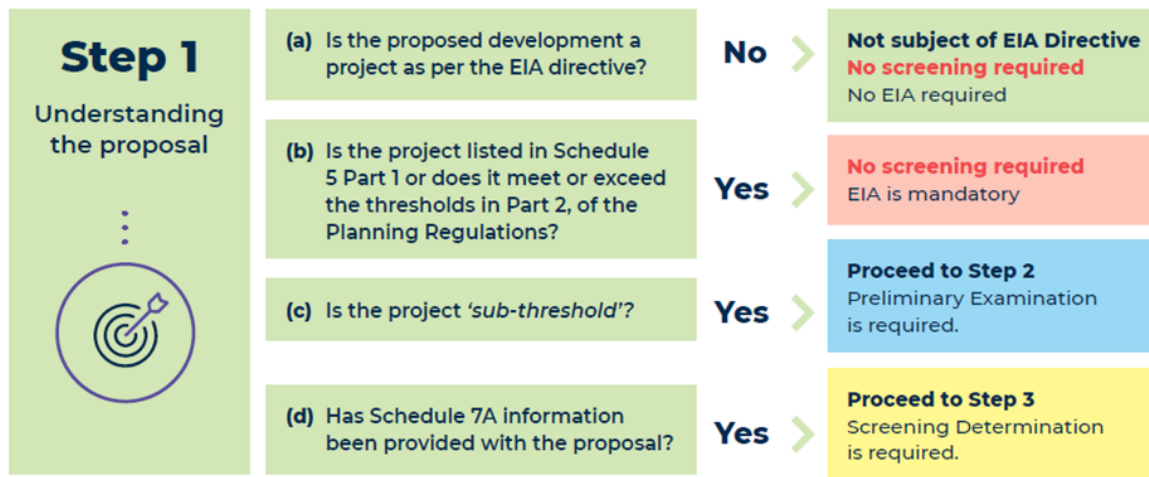 Step 1
Understanding
the proposal
(a) Is the proposed development a
project as per the EIA directive?
No
Not subject of EIA Directive
No screening required
No EIA required
(b) Is the project listed in Schedule
5 Part 1 or does it meet or exceed
the thresholds in Part 2, of the
Planning Regulations?
Yes
No screening required
EIA is mandatory
(c) Is the project ‘sub-threshold’?
Yes
Proceed to Step 2
Preliminary Examination
is required.
(d) Has Schedule 7A information
been provided with the proposal?
Yes
Proceed to Step 3
Screening Determination
is required.